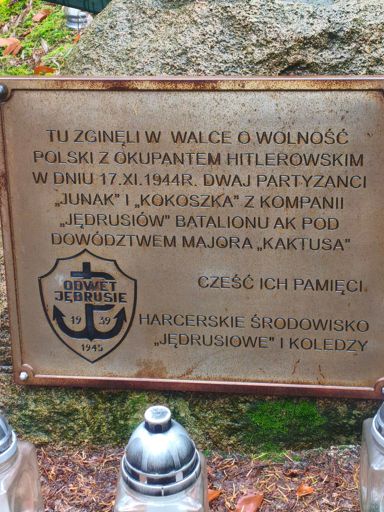 TU ZGINĘLI W WALCE O WOLNOŚĆ
POLSKI Z OKUPANTEM HITLEROWSKIM
W DNIU 17.XI.1944R. DWAJ PARTYZANCI
„JUNAK" I „KOKOSZKA" Z KOMPANII
„JĘDRUSIÓW" BATALIONU AK POD
DOWÓDZTWEM MAJORA „KAKTUSA"
CZEŚĆ ICH PAMIĘCI
ODWET
JĘDRUSIE
19 39
1945
HARCERSKIE ŚRODOWISKO
„JĘDRUSIOWE" I KOLEDZY